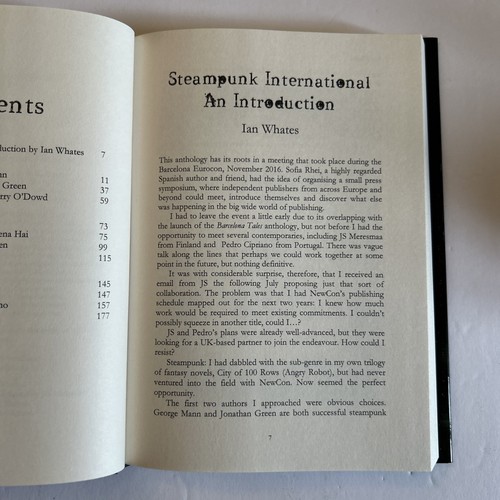 ents
duction by Ian Whates 7
nn 11
Green 37
rry O'Dowd 59
ena Hai 73
75
en 99
115
145
147
no 157
177
Steampunk International
An Introduction
Ian Whates
This anthology has its roots in a meeting that took place during the
Barcelona Eurocon, November 2016. Sofia Rhei, a highly regarded
Spanish author and friend, had the idea of organising a small press
symposium, where independent publishers from across Europe and
beyond could meet, introduce themselves and discover what else
was happening in the big wide world of publishing.
I had to leave the event a little early due to its overlapping with
the launch of the Barcelona Tales anthology, but not before I had the
opportunity to meet several contemporaries, including JS Meresmaa
from Finland and Pedro Cipriano from Portugal. There was vague
talk along the lines that perhaps we could work together at some
point in the future, but nothing definitive.
It was with considerable surprise, therefore, that I received an
email from JS the following July proposing just that sort of
collaboration. The problem was that I had NewCon's publishing
schedule mapped out for the next two years: I knew how much
work would be required to meet existing commitments. I couldn't
possibly squeeze in another title, could I…?
JS and Pedro's plans were already well-advanced, but they were
looking for a UK-based partner to join the endeavour. How could I
resist?
Steampunk: I had dabbled with the sub-genre in my own trilogy
of fantasy novels, City of 100 Rows (Angry Robot), but had never
ventured into the field with NewCon. Now seemed the perfect
opportunity.
The first two authors I approached were obvious choices.
George Mann and Jonathan Green are both successful steampunk
7